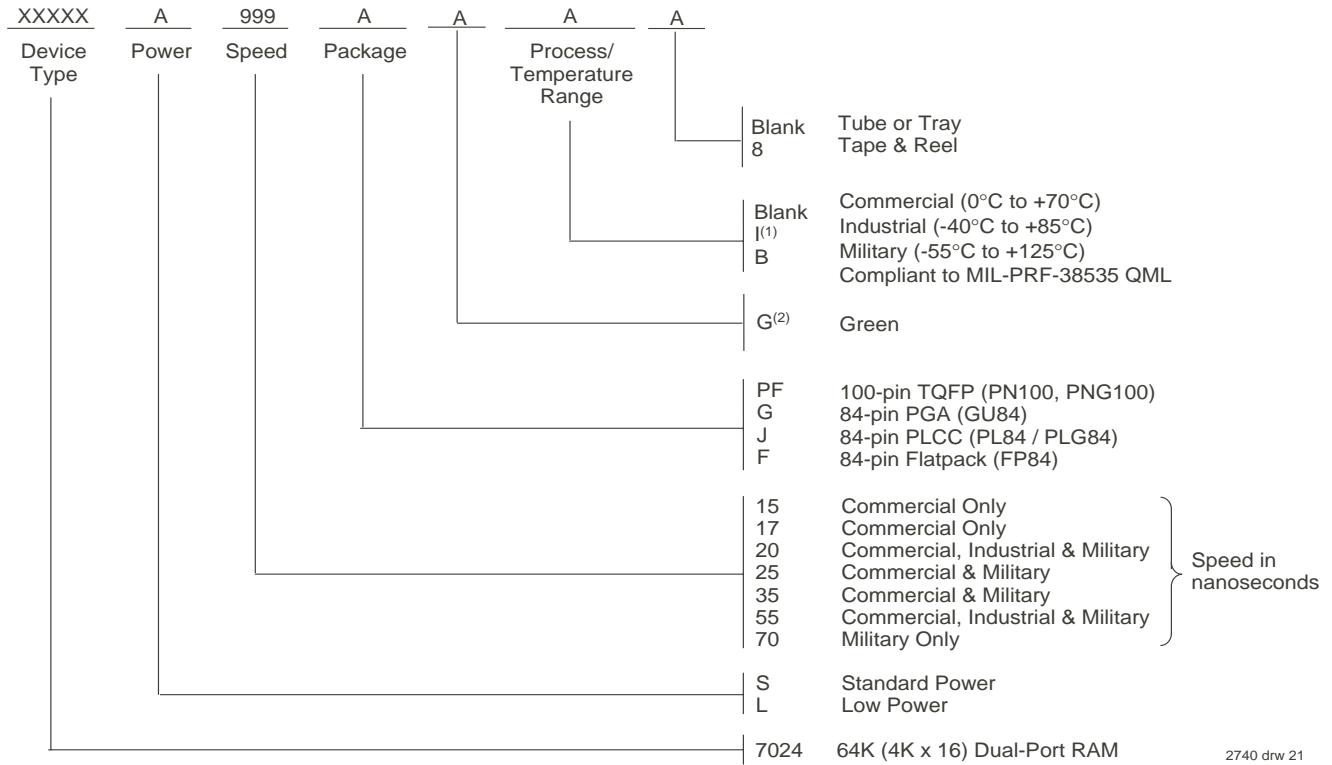 XXXXX A 999 A A A A
Device Type Power Speed Package Process/ Temperature Range
Blank Tube or Tray
8 Tape & Reel
Blank Commercial (0°C to +70°C)
I(1) Industrial (-40°C to +85°C)
B Military (-55°C to +125°C)
Compliant to MIL-PRF-38535 QML
G(2) Green
PF 100-pin TQFP (PN100, PNG100)
G 84-pin PGA (GU84)
J 84-pin PLCC (PL84 / PLG84)
F 84-pin Flatpack (FP84)
15 Commercial Only
17 Commercial Only
20 Commercial, Industrial & Military
25 Commercial & Military
35 Commercial & Military
55 Commercial, Industrial & Military
70 Military Only
Speed in
nanoseconds
S Standard Power
L Low Power
7024 64K (4K x 16) Dual-Port RAM
2740 drw 21